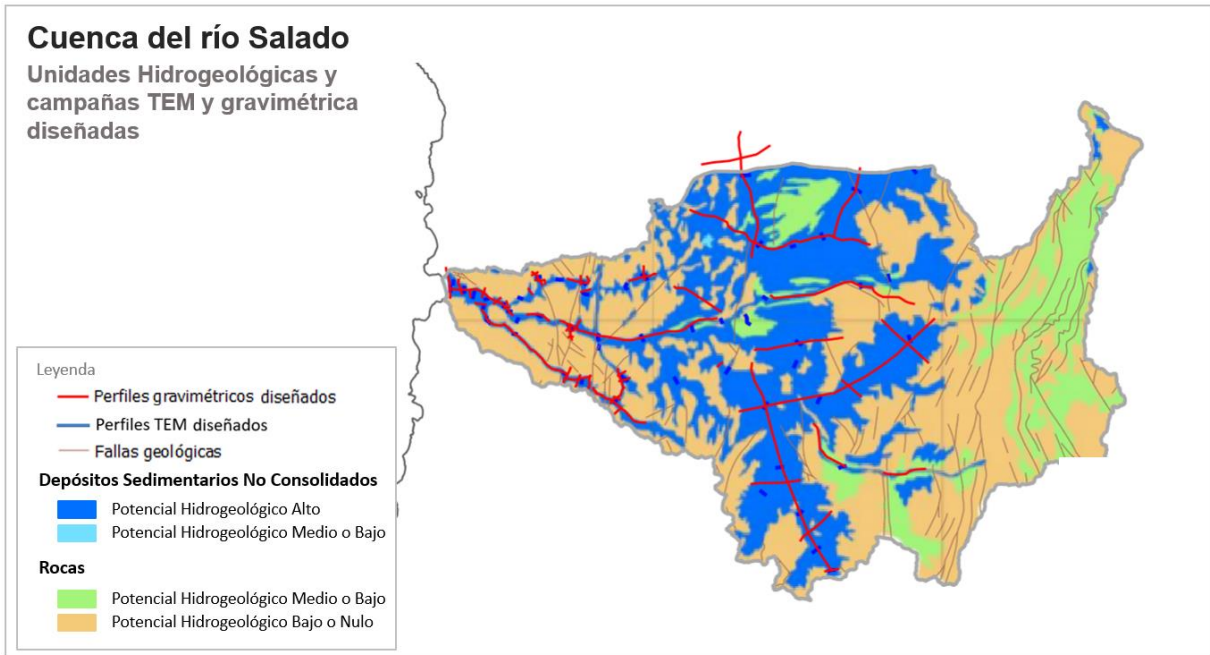 Cuenca del río Salado
Unidades Hidrogeológicas y
campañas TEM y gravimétrica
diseñadas
Leyenda
Perfiles gravimétricos diseñados
Perfiles TEM diseñados
Fallas geológicas
Depósitos Sedimentarios No Consolidados
Potencial Hidrogeológico Alto
Potencial Hidrogeológico Medio o Bajo
Rocas
Potencial Hidrogeológico Medio o Bajo
Potencial Hidrogeológico Bajo o Nulo